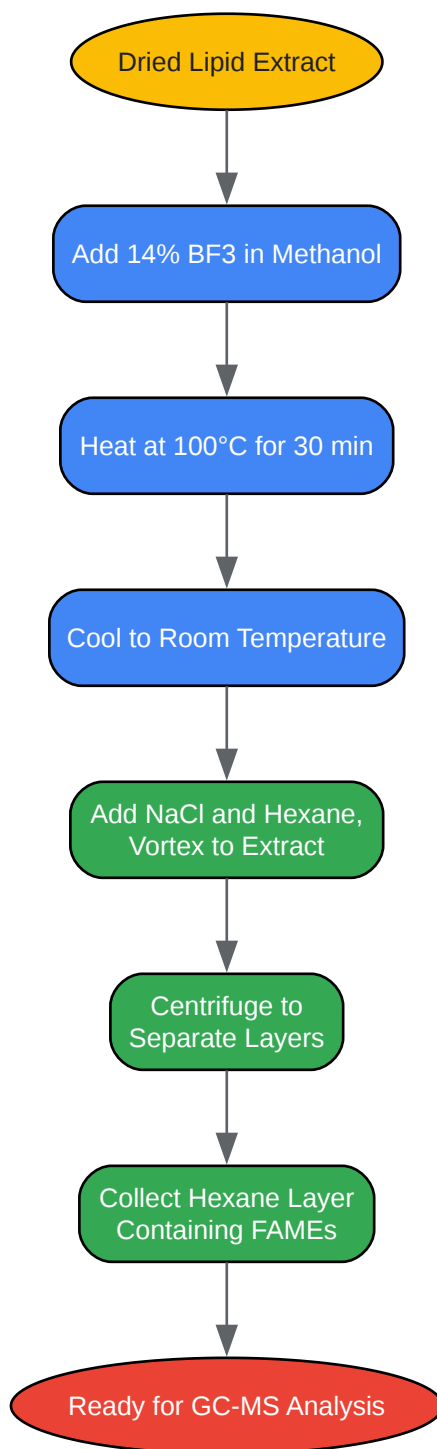 Dried Lipid Extract
Add 14% BF3 in Methanol
Heat at 100°C for 30 min
Cool to Room Temperature
Add NaCl and Hexane,
Vortex to Extract
Centrifuge to
Separate Layers
Collect Hexane Layer
Containing FAMEs
Ready for GC-MS Analysis